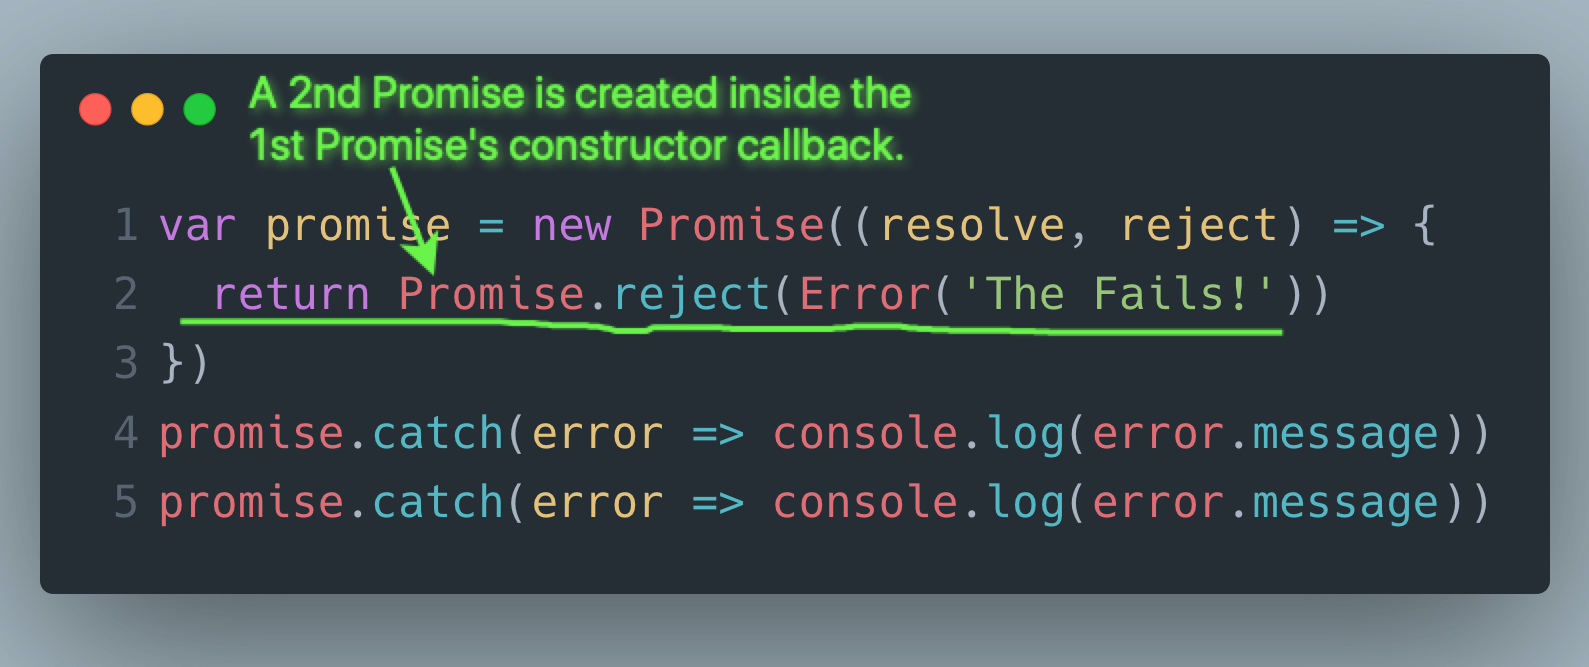 A 2nd Promise is created inside the
1st Promise's constructor callback.
1 var promise = new Promise((resolve, reject) => {
2   return Promise.reject(Error('The Fails!'))
3 })
4 promise.catch(error => console.log(error.message))
5 promise.catch(error => console.log(error.message))